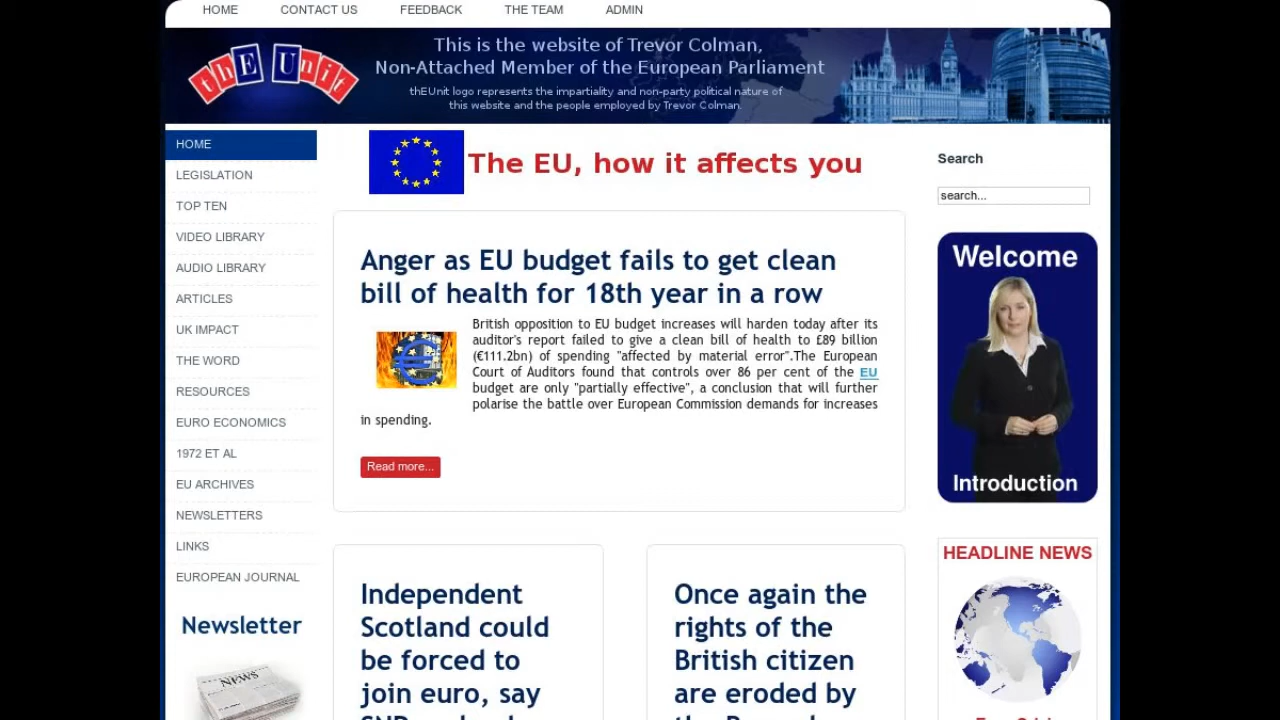 HOME CONTACT US FEEDBACK THE TEAM ADMIN
thEUnit
This is the website of Trevor Colman,
Non-Attached Member of the European Parliament
thEUnit logo represents the impartiality and non-party political nature of
this website and the people employed by Trevor Colman.
HOME
LEGISLATION
TOP TEN
VIDEO LIBRARY
AUDIO LIBRARY
ARTICLES
UK IMPACT
THE WORD
RESOURCES
EURO ECONOMICS
1972 ET AL
EU ARCHIVES
NEWSLETTERS
LINKS
EUROPEAN JOURNAL
Newsletter
NEWS
The EU, how it affects you
Anger as EU budget fails to get clean
bill of health for 18th year in a row
British opposition to EU budget increases will harden today after its
auditor's report failed to give a clean bill of health to £89 billion
(€111.2bn) of spending "affected by material error".The European
Court of Auditors found that controls over 86 per cent of the EU
budget are only "partially effective", a conclusion that will further
polarise the battle over European Commission demands for increases
in spending.
Read more...
Independent
Scotland could
be forced to
join euro, say
Once again the
rights of the
British citizen
are eroded by
Search
search...
Welcome
Introduction
HEADLINE NEWS